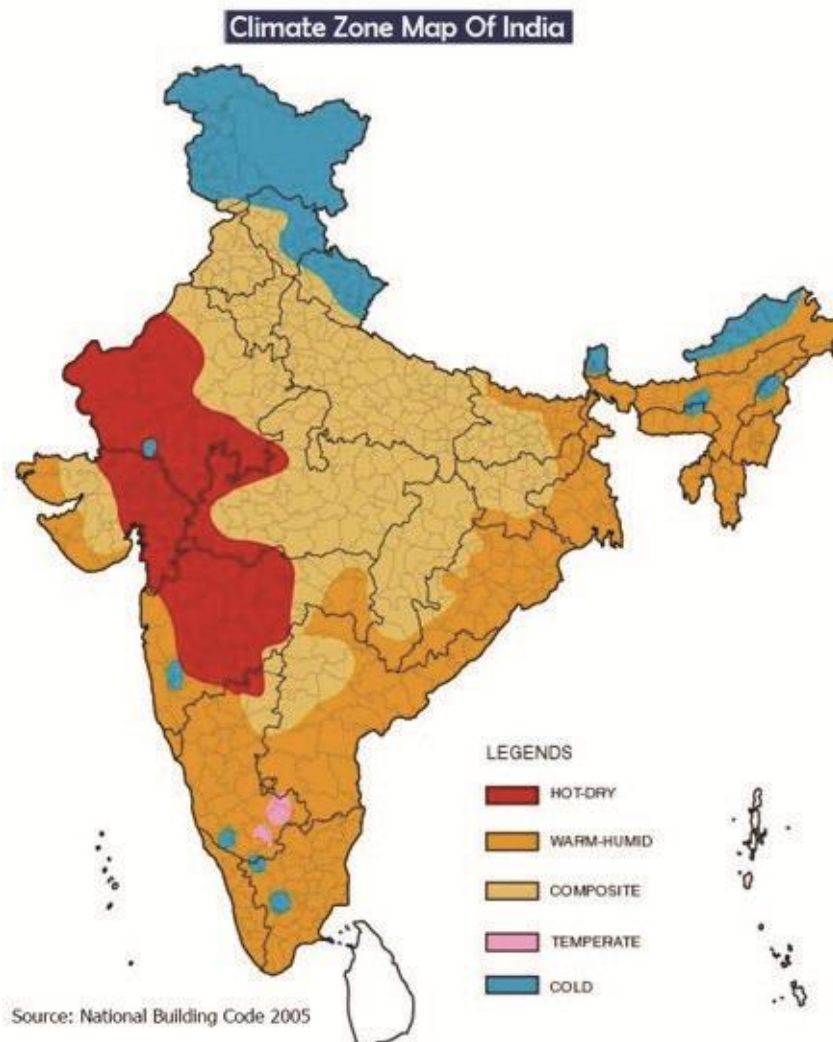 Climate Zone Map Of India
LEGENDS
HOT-DRY
WARM-HUMID
COMPOSITE
TEMPERATE
COLD
Source: National Building Code 2005